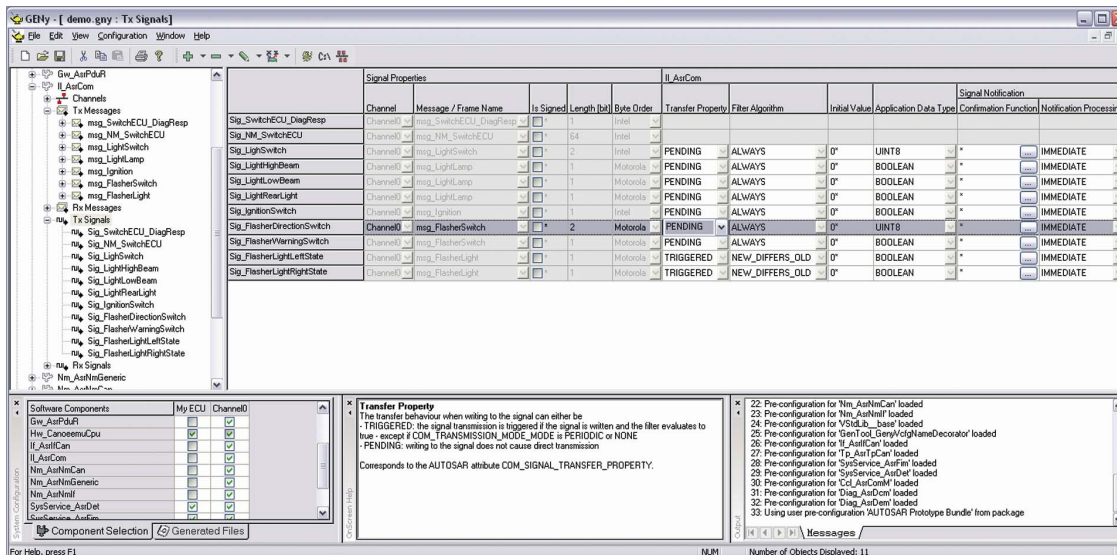 GENy - [ demo.gny : Tx Signals]
File Edit View Configuration Window Help
Gw_AsrPduR
Il_AsrCom
Channels
Tx Messages
msg_SwitchECU_DiagResp
msg_NM_SwitchECU
msg_LightSwitch
msg_LightLamp
msg_Ignition
msg_FlasherSwitch
msg_FlasherLight
Rx Messages
Tx Signals
Sig_SwitchECU_DiagResp
Sig_NM_SwitchECU
Sig_LighSwitch
Sig_LightHighBeam
Sig_LightLowBeam
Sig_LightRearLight
Sig_IgnitionSwitch
Sig_FlasherDirectionSwitch
Sig_FlasherWarningSwitch
Sig_FlasherLightLeftState
Sig_FlasherLightRightState
Rx Signals
Nm_AsrNmGeneric
Nm_AsrNmCan
Signal Properties Il_AsrCom
Signal Notification
Channel Message / Frame Name Is Signed Length [bit] Byte Order Transfer Property Filter Algorithm Initial Value Application Data Type Confirmation Function Notification Processin
Sig_SwitchECU_DiagResp Channel0 msg_SwitchECU_DiagResp * 1 Intel
Sig_NM_SwitchECU Channel0 msg_NM_SwitchECU * 64 Intel
Sig_LighSwitch Channel0 msg_LightSwitch * 2 Intel PENDING ALWAYS 0* UINT8 * ... IMMEDIATE
Sig_LightHighBeam Channel0 msg_LightLamp * 1 Motorola PENDING ALWAYS 0* BOOLEAN * ... IMMEDIATE
Sig_LightLowBeam Channel0 msg_LightLamp * 1 Motorola PENDING ALWAYS 0* BOOLEAN * ... IMMEDIATE
Sig_LightRearLight Channel0 msg_LightLamp * 1 Motorola PENDING ALWAYS 0* BOOLEAN * ... IMMEDIATE
Sig_IgnitionSwitch Channel0 msg_Ignition * 1 Intel PENDING ALWAYS 0* BOOLEAN * ... IMMEDIATE
Sig_FlasherDirectionSwitch Channel0 msg_FlasherSwitch * 2 Motorola PENDING ALWAYS 0* UINT8 * ... IMMEDIATE
Sig_FlasherWarningSwitch Channel0 msg_FlasherSwitch * 1 Motorola PENDING ALWAYS 0* BOOLEAN * ... IMMEDIATE
Sig_FlasherLightLeftState Channel0 msg_FlasherLight * 1 Motorola TRIGGERED NEW_DIFFERS_OLD 0* BOOLEAN * ... IMMEDIATE
Sig_FlasherLightRightState Channel0 msg_FlasherLight * 1 Motorola TRIGGERED NEW_DIFFERS_OLD 0* BOOLEAN * ... IMMEDIATE
System Configuration
Software Components My ECU Channel0
Gw_AsrPduR
Hw_CanoeemuCpu
If_AsrIfCan
Il_AsrCom
Nm_AsrNmCan
Nm_AsrNmGeneric
Nm_AsrNmIf
SysService_AsrDet
SysService_AsrFim
Component Selection Generated Files
OnScreen Help
Transfer Property
The transfer behaviour when writing to the signal can either be
- TRIGGERED: the signal transmission is triggered if the signal is written and the filter evaluates to
true - except if COM_TRANSMISSION_MODE_MODE is PERIODIC or NONE
- PENDING: writing to the signal does not cause direct transmission
Corresponds to the AUTOSAR attribute COM_SIGNAL_TRANSFER_PROPERTY.
Output
22: Pre-configuration for 'Nm_AsrNmCan' loaded
23: Pre-configuration for 'Nm_AsrNmIf' loaded
24: Pre-configuration for 'VStdLib__base' loaded
25: Pre-configuration for 'GenTool_GenyVcfgNameDecorator' loaded
26: Pre-configuration for 'If_AsrIfCan' loaded
27: Pre-configuration for 'Tp_AsrTpCan' loaded
28: Pre-configuration for 'SysService_AsrFim' loaded
29: Pre-configuration for 'SysService_AsrDet' loaded
30: Pre-configuration for 'Ccl_AsrComM' loaded
31: Pre-configuration for 'Diag_AsrDcm' loaded
32: Pre-configuration for 'Diag_AsrDem' loaded
33: Using user pre-configuration 'AUTOSAR Prototype Bundle' from package
Messages
For Help, press F1 NUM Number of Objects Displayed: 11